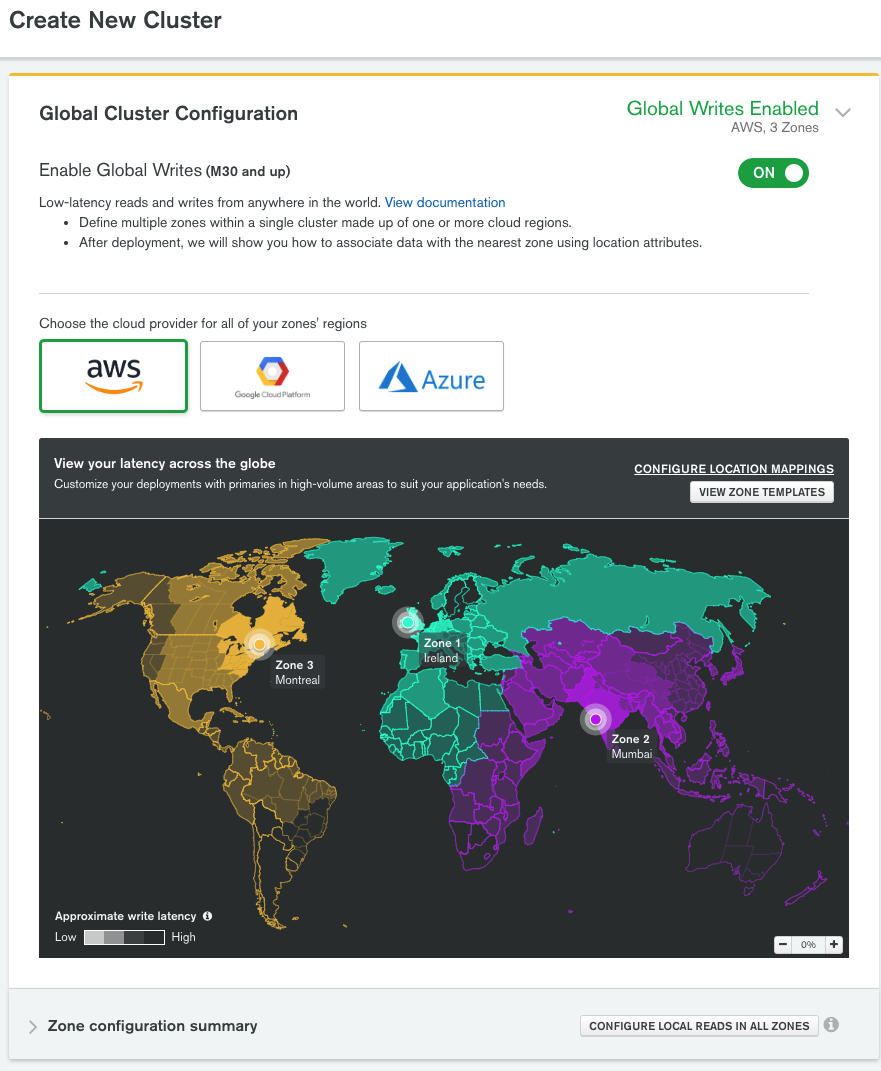 Create New Cluster
Global Cluster Configuration
Global Writes Enabled
AWS, 3 Zones
Enable Global Writes (M30 and up)
ON
Low-latency reads and writes from anywhere in the world. View documentation
• Define multiple zones within a single cluster made up of one or more cloud regions.
• After deployment, we will show you how to associate data with the nearest zone using location attributes.
Choose the cloud provider for all of your zones' regions
aws
Google Cloud Platform
Azure
View your latency across the globe
Customize your deployments with primaries in high-volume areas to suit your application's needs.
CONFIGURE LOCATION MAPPINGS
VIEW ZONE TEMPLATES
Zone 1
Ireland
Zone 3
Montreal
Zone 2
Mumbai
Approximate write latency
Low High
0%
Zone configuration summary
CONFIGURE LOCAL READS IN ALL ZONES